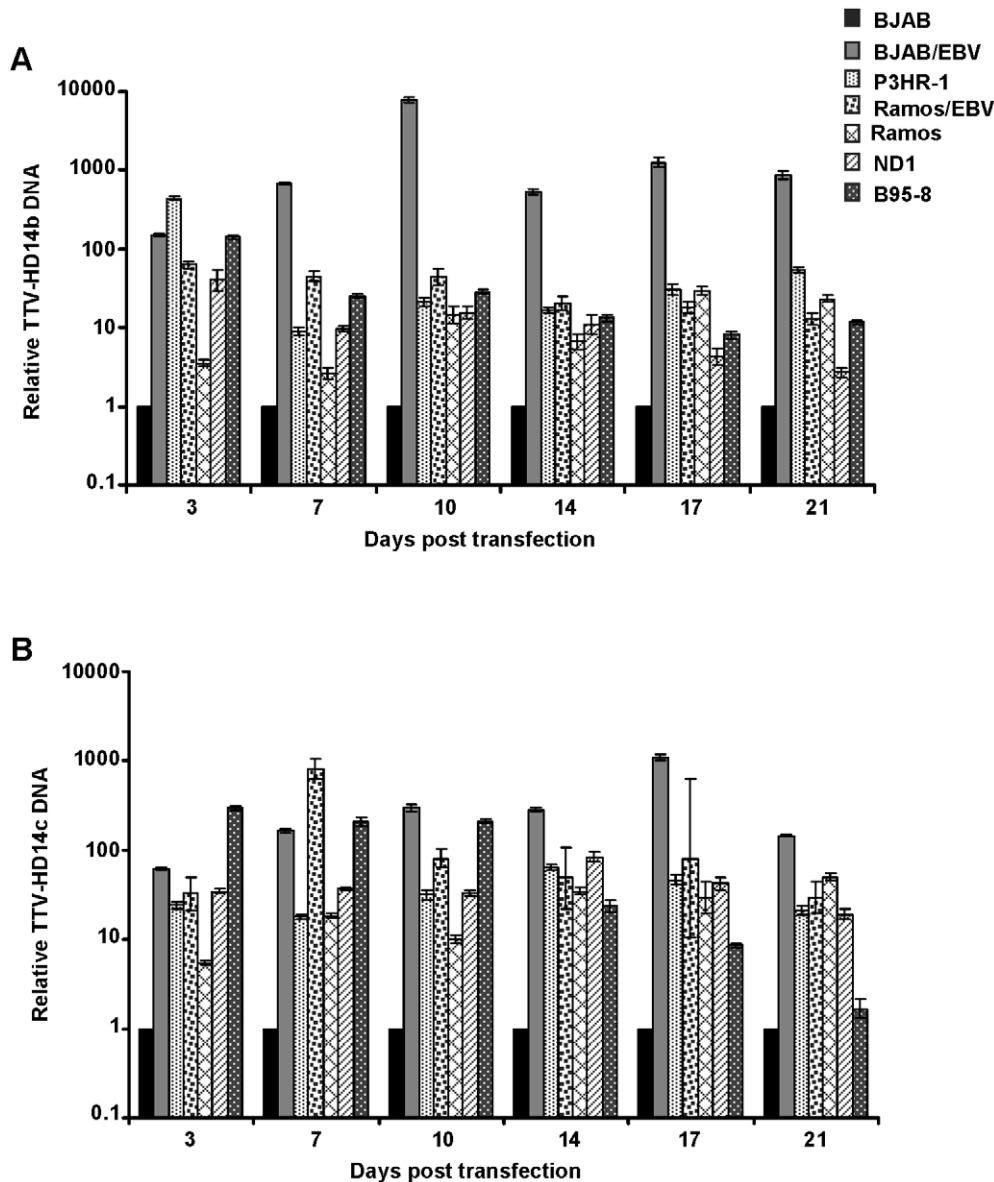 BJAB
BJAB/EBV
P3HR-1
Ramos/EBV
Ramos
ND1
B95-8
A
10000
1000
100
10
1
0.1
Relative TTV-HD14b DNA
3 7 10 14 17 21
Days post transfection
B
10000
1000
100
10
1
0.1
Relative TTV-HD14c DNA
3 7 10 14 17 21
Days post transfection